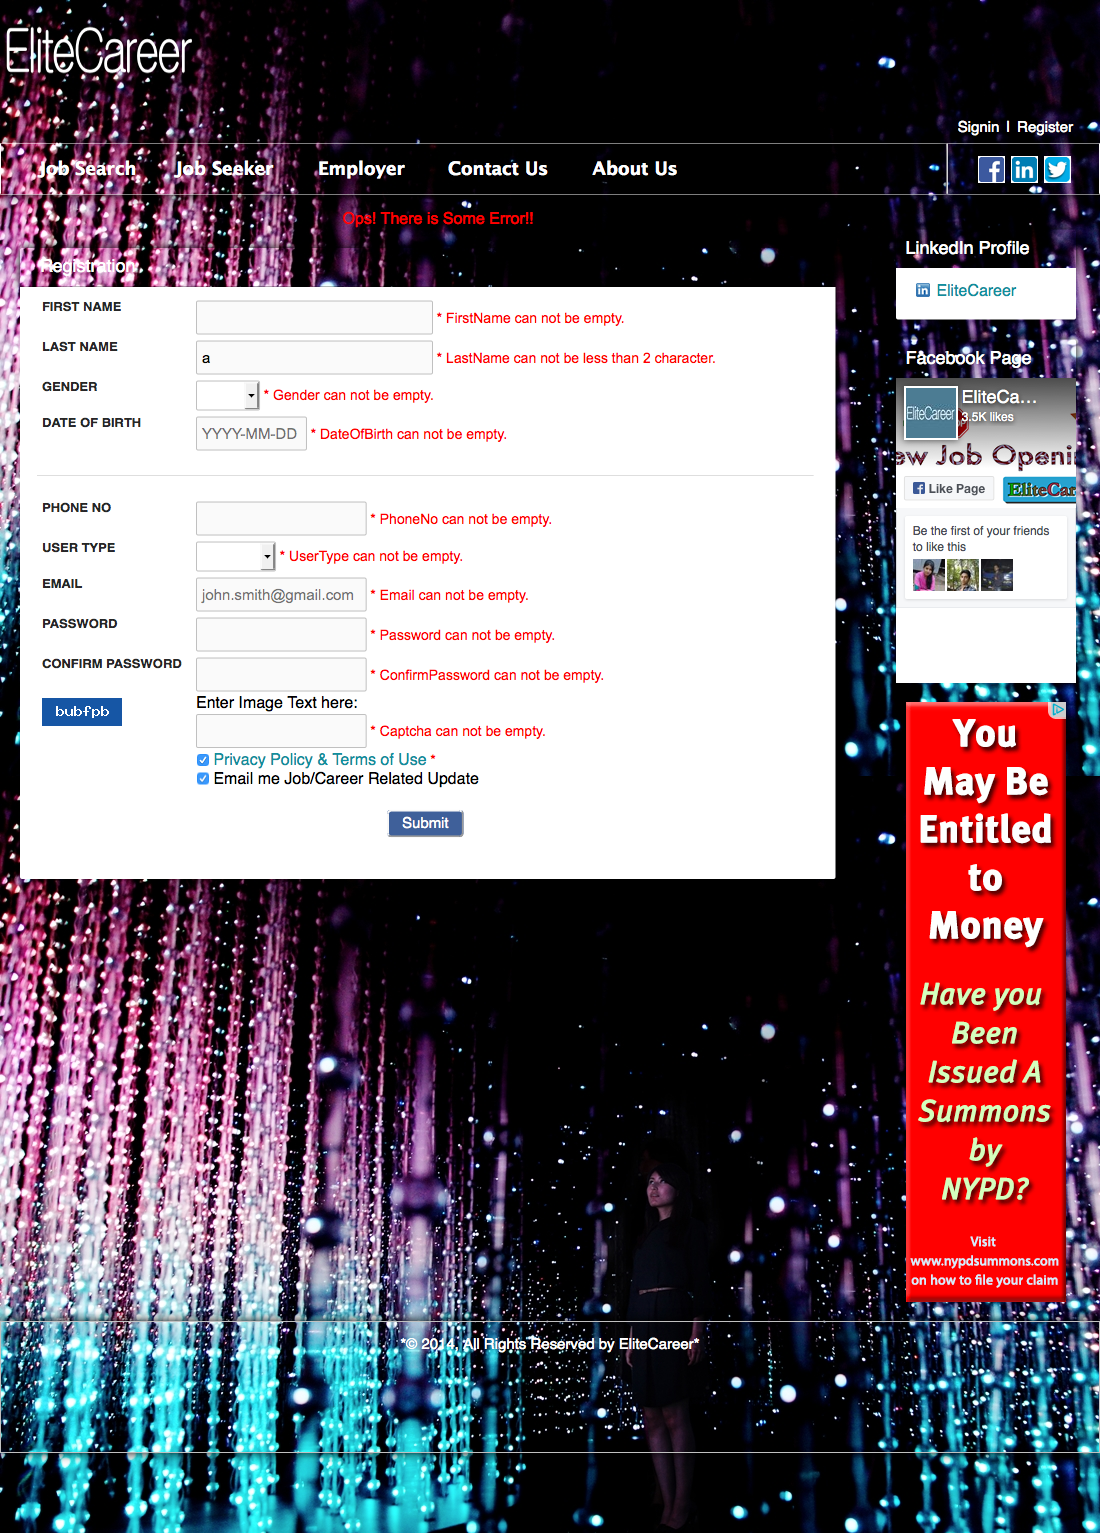 EliteCareer
Signin | Register
Job Search Job Seeker Employer Contact Us About Us
Ops! There is Some Error!!
Registration
FIRST NAME * FirstName can not be empty.
LAST NAME a * LastName can not be less than 2 character.
GENDER * Gender can not be empty.
DATE OF BIRTH YYYY-MM-DD * DateOfBirth can not be empty.
PHONE NO * PhoneNo can not be empty.
USER TYPE * UserType can not be empty.
EMAIL john.smith@gmail.com * Email can not be empty.
PASSWORD * Password can not be empty.
CONFIRM PASSWORD * ConfirmPassword can not be empty.
bubfpb Enter Image Text here:
* Captcha can not be empty.
Privacy Policy & Terms of Use *
Email me Job/Career Related Update
Submit
LinkedIn Profile
in EliteCareer
Facebook Page
EliteCareer
EliteCa...
3.5K likes
ew Job Openi
Like Page
EliteCar
Be the first of your friends
to like this
You
May Be
Entitled
to
Money
Have you
Been
Issued A
Summons
by
NYPD?
Visit
www.nypdsummons.com
on how to file your claim
*© 2014, All Rights Reserved by EliteCareer*